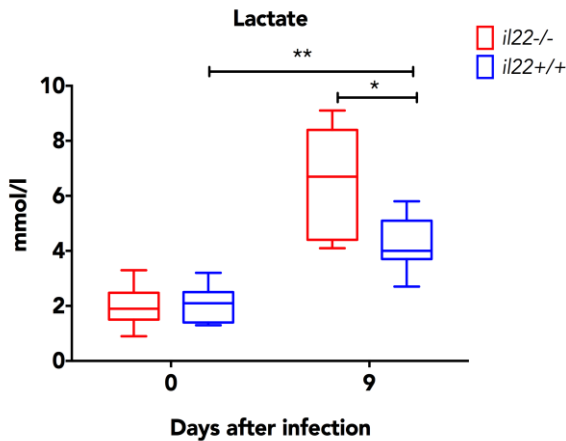 Lactate
il22-/-
il22+/+
**
*
10
8
6
4
2
0
mmol/l
0 9
Days after infection